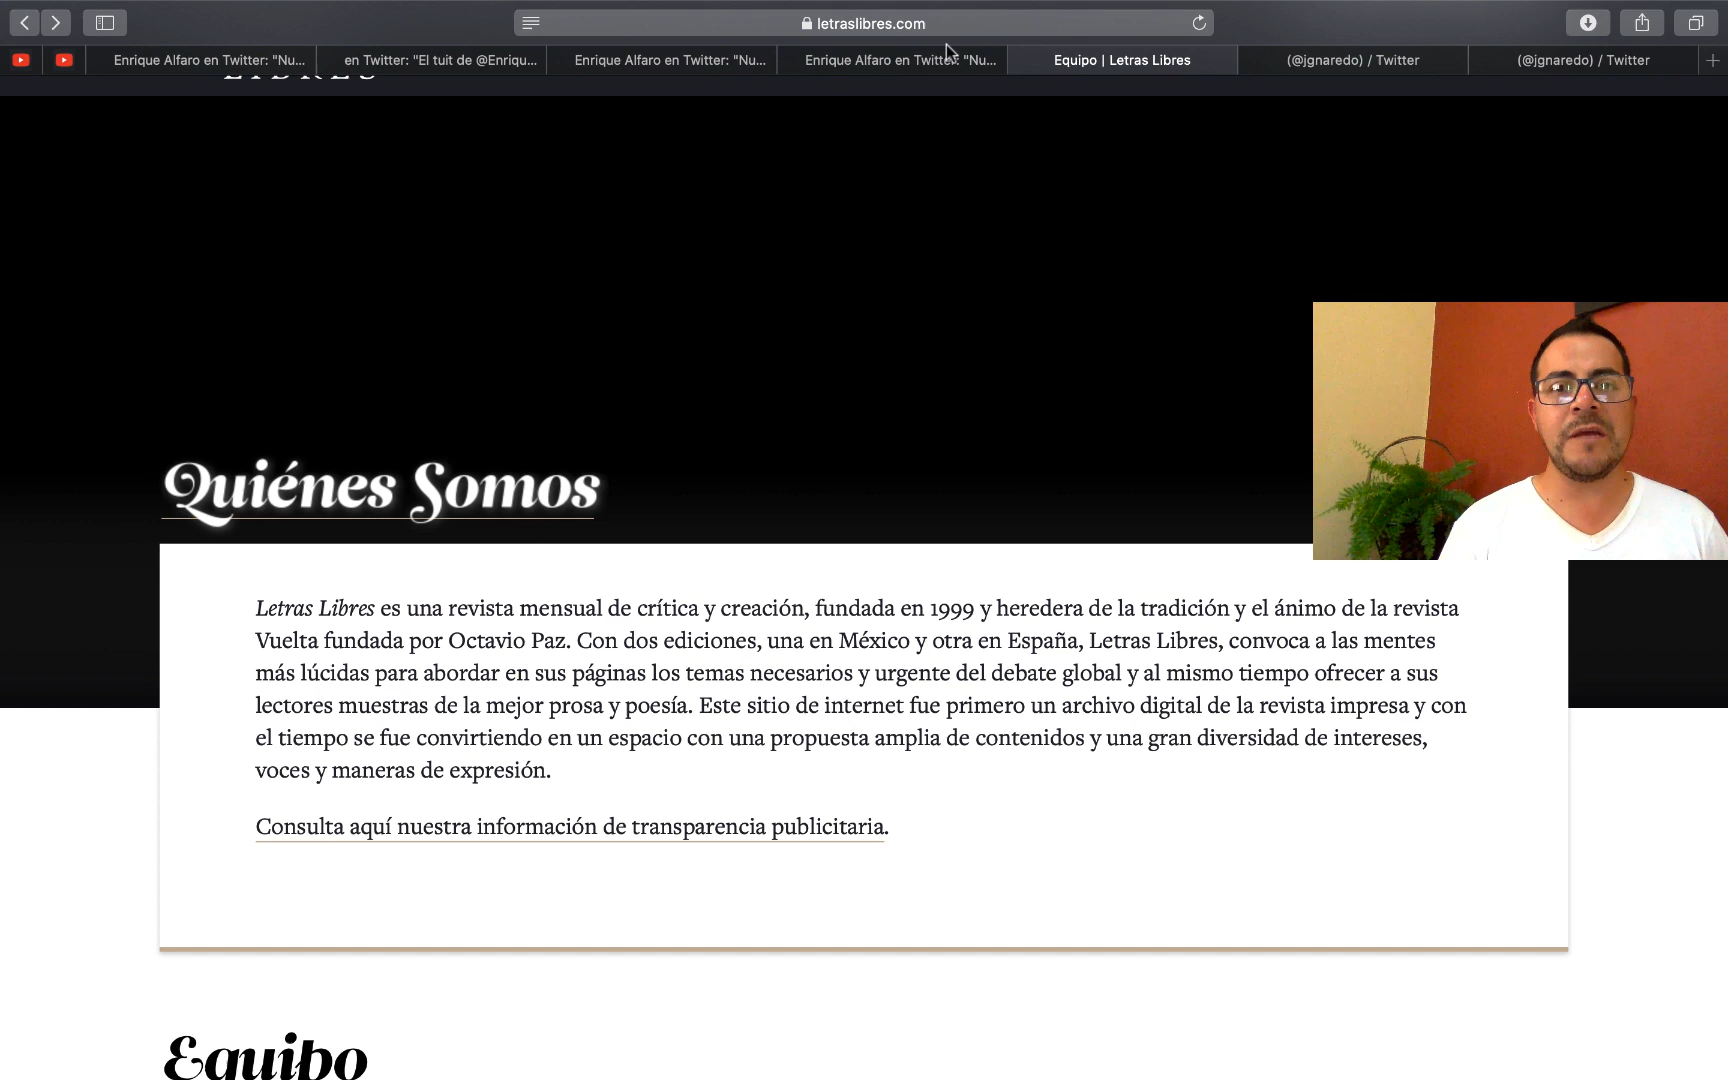 letraslibres.com
Enrique Alfaro en Twitter: "Nu...
en Twitter: "El tuit de @Enriqu...
Enrique Alfaro en Twitter: "Nu...
Enrique Alfaro en Twitter: "Nu...
Equipo | Letras Libres
(@jgnaredo) / Twitter
(@jgnaredo) / Twitter
LIBRES
Quiénes Somos
Letras Libres es una revista mensual de crítica y creación, fundada en 1999 y heredera de la tradición y el ánimo de la revista
Vuelta fundada por Octavio Paz. Con dos ediciones, una en México y otra en España, Letras Libres, convoca a las mentes
más lúcidas para abordar en sus páginas los temas necesarios y urgente del debate global y al mismo tiempo ofrecer a sus
lectores muestras de la mejor prosa y poesía. Este sitio de internet fue primero un archivo digital de la revista impresa y con
el tiempo se fue convirtiendo en un espacio con una propuesta amplia de contenidos y una gran diversidad de intereses,
voces y maneras de expresión.
Consulta aquí nuestra información de transparencia publicitaria.
Equipo